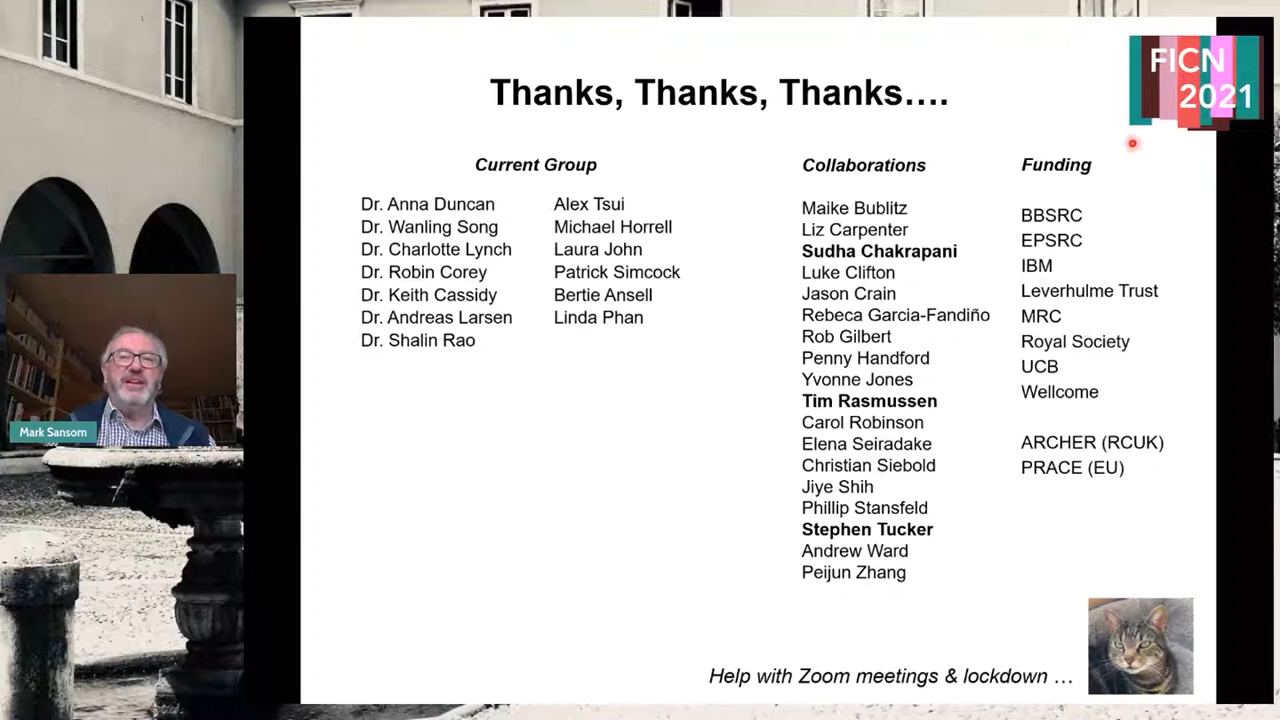 Thanks, Thanks, Thanks….
FICN
2021
Current Group
Dr. Anna Duncan
Dr. Wanling Song
Dr. Charlotte Lynch
Dr. Robin Corey
Dr. Keith Cassidy
Dr. Andreas Larsen
Dr. Shalin Rao
Alex Tsui
Michael Horrell
Laura John
Patrick Simcock
Bertie Ansell
Linda Phan
Collaborations
Maike Bublitz
Liz Carpenter
Sudha Chakrapani
Luke Clifton
Jason Crain
Rebeca Garcia-Fandiño
Rob Gilbert
Penny Handford
Yvonne Jones
Tim Rasmussen
Carol Robinson
Elena Seiradake
Christian Siebold
Jiye Shih
Phillip Stansfeld
Stephen Tucker
Andrew Ward
Peijun Zhang
Funding
BBSRC
EPSRC
IBM
Leverhulme Trust
MRC
Royal Society
UCB
Wellcome
ARCHER (RCUK)
PRACE (EU)
Mark Sansom
Help with Zoom meetings & lockdown …